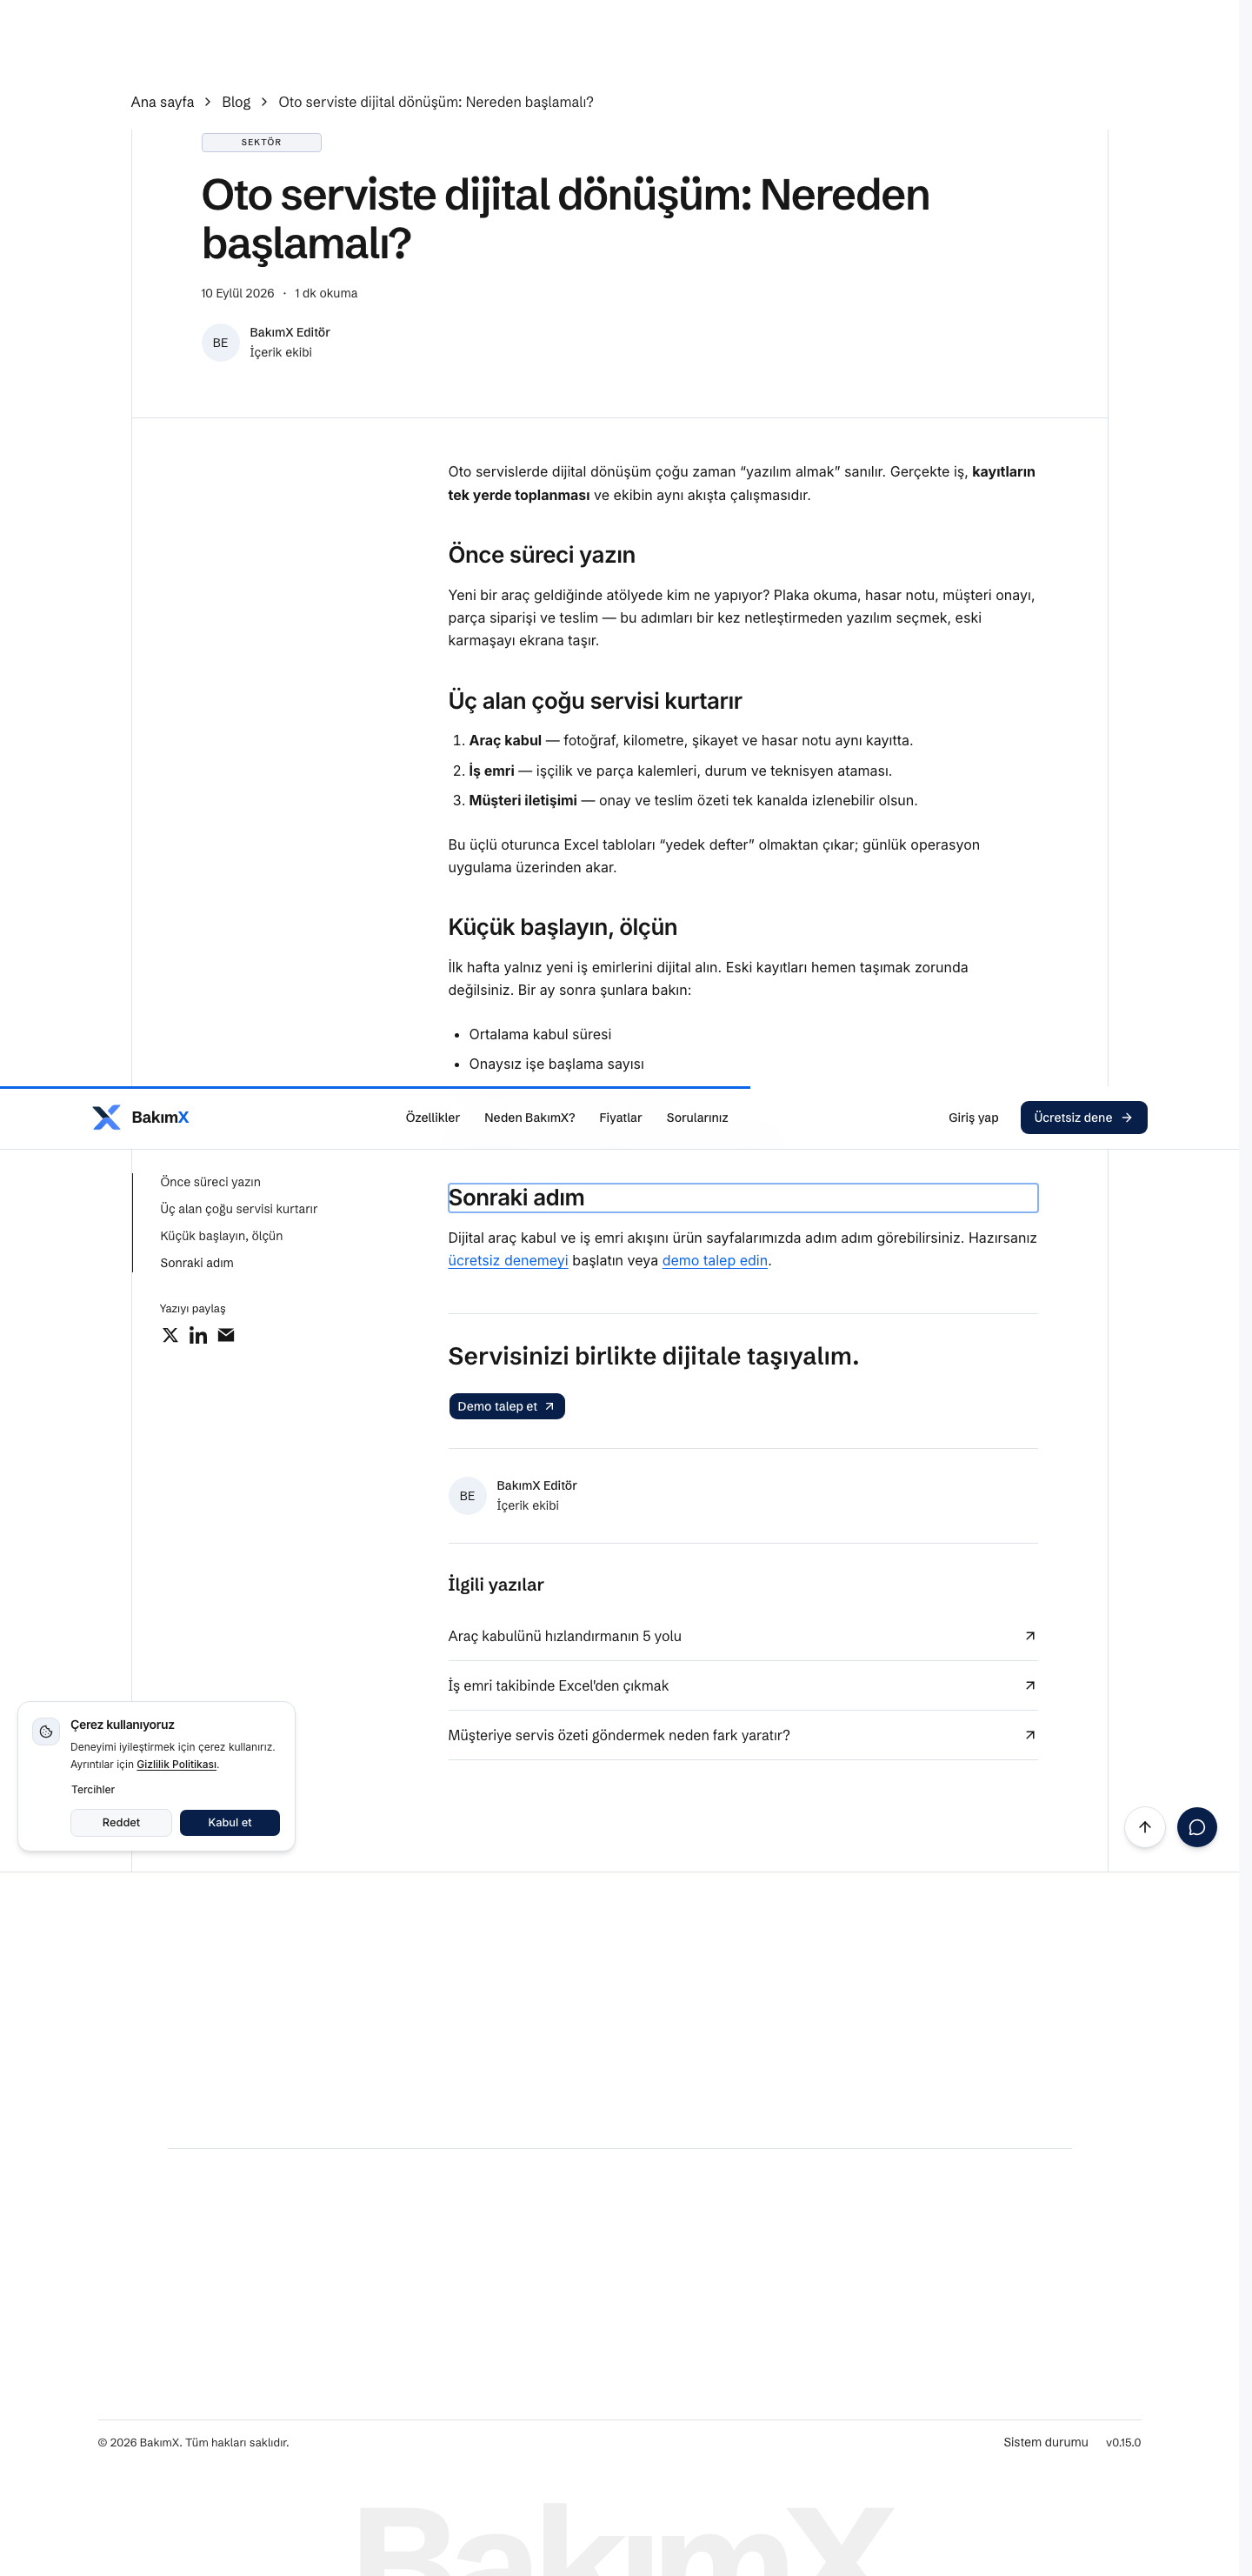 Ana sayfa > Blog > Oto serviste dijital dönüşüm: Nereden başlamalı?
SEKTÖR
Oto serviste dijital dönüşüm: Nereden
başlamalı?
10 Eylül 2026 · 1 dk okuma
BE
BakımX Editör
İçerik ekibi
Oto servislerde dijital dönüşüm çoğu zaman “yazılım almak” sanılır. Gerçekte iş, kayıtların
tek yerde toplanması ve ekibin aynı akışta çalışmasıdır.
Önce süreci yazın
Yeni bir araç geldiğinde atölyede kim ne yapıyor? Plaka okuma, hasar notu, müşteri onayı,
parça siparişi ve teslim — bu adımları bir kez netleştirmeden yazılım seçmek, eski
karmaşayı ekrana taşır.
Üç alan çoğu servisi kurtarır
1. Araç kabul — fotoğraf, kilometre, şikayet ve hasar notu aynı kayıtta.
2. İş emri — işçilik ve parça kalemleri, durum ve teknisyen ataması.
3. Müşteri iletişimi — onay ve teslim özeti tek kanalda izlenebilir olsun.
Bu üçlü oturunca Excel tabloları “yedek defter” olmaktan çıkar; günlük operasyon
uygulama üzerinden akar.
Küçük başlayın, ölçün
İlk hafta yalnız yeni iş emirlerini dijital alın. Eski kayıtları hemen taşımak zorunda
değilsiniz. Bir ay sonra şunlara bakın:
• Ortalama kabul süresi
• Onaysız işe başlama sayısı
BakımX
Özellikler
Neden BakımX?
Fiyatlar
Sorularınız
Giriş yap
Ücretsiz dene
Önce süreci yazın
Üç alan çoğu servisi kurtarır
Küçük başlayın, ölçün
Sonraki adım
Yazıyı paylaş
Sonraki adım
Dijital araç kabul ve iş emri akışını ürün sayfalarımızda adım adım görebilirsiniz. Hazırsanız
ücretsiz denemeyi başlatın veya demo talep edin.
Servisinizi birlikte dijitale taşıyalım.
Demo talep et
BE
BakımX Editör
İçerik ekibi
İlgili yazılar
Araç kabulünü hızlandırmanın 5 yolu
İş emri takibinde Excel'den çıkmak
Müşteriye servis özeti göndermek neden fark yaratır?
Çerez kullanıyoruz
Deneyimi iyileştirmek için çerez kullanırız.
Ayrıntılar için Gizlilik Politikası.
Tercihler
Reddet
Kabul et
© 2026 BakımX. Tüm hakları saklıdır.
Sistem durumu
v0.15.0
BakımX